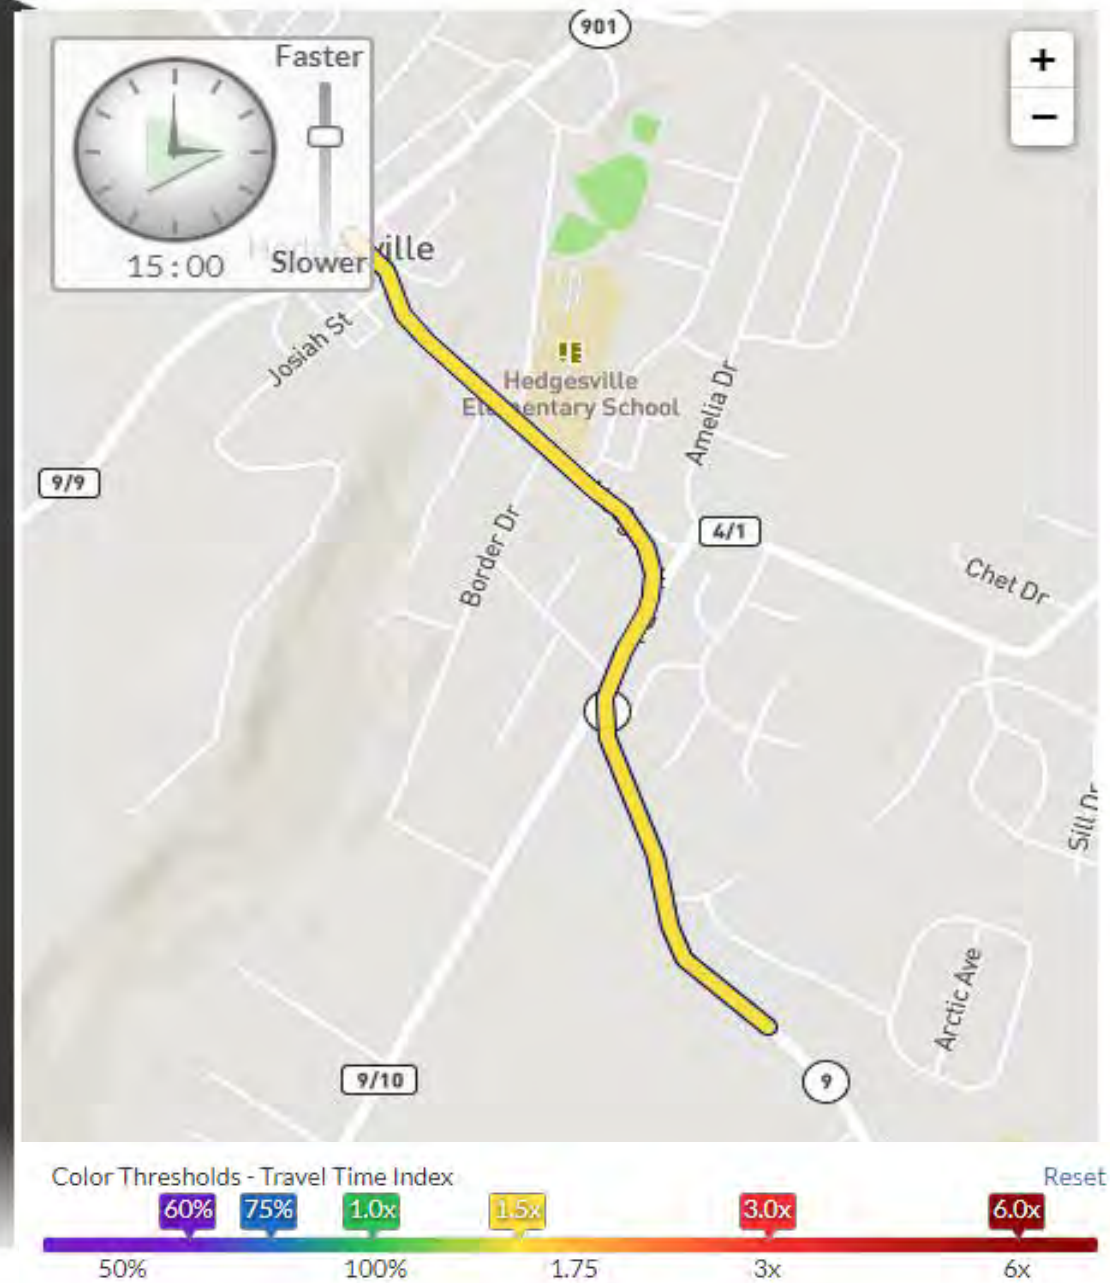 901
Faster
+
−
15:00
Slower
ville
Josiah St
Hedgesville
Elementary School
Amelia Dr
9/9
4/1
Border Dr
Chet Dr
Sill Dr
Arctic Ave
9/10
9
Color Thresholds - Travel Time Index
Reset
60% 75% 1.0x 1.5x 3.0x 6.0x
50% 100% 1.75 3x 6x